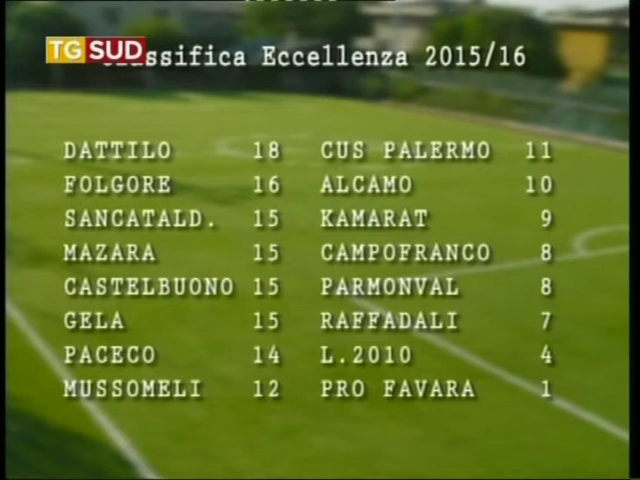 TG SUD
Classifica Eccellenza 2015/16
DATTILO 18
FOLGORE 16
SANCATALD. 15
MAZARA 15
CASTELBUONO 15
GELA 15
PACECO 14
MUSSOMELI 12
CUS PALERMO 11
ALCAMO 10
KAMARAT 9
CAMPOFRANCO 8
PARMONVAL 8
RAFFADALI 7
L.2010 4
PRO FAVARA 1